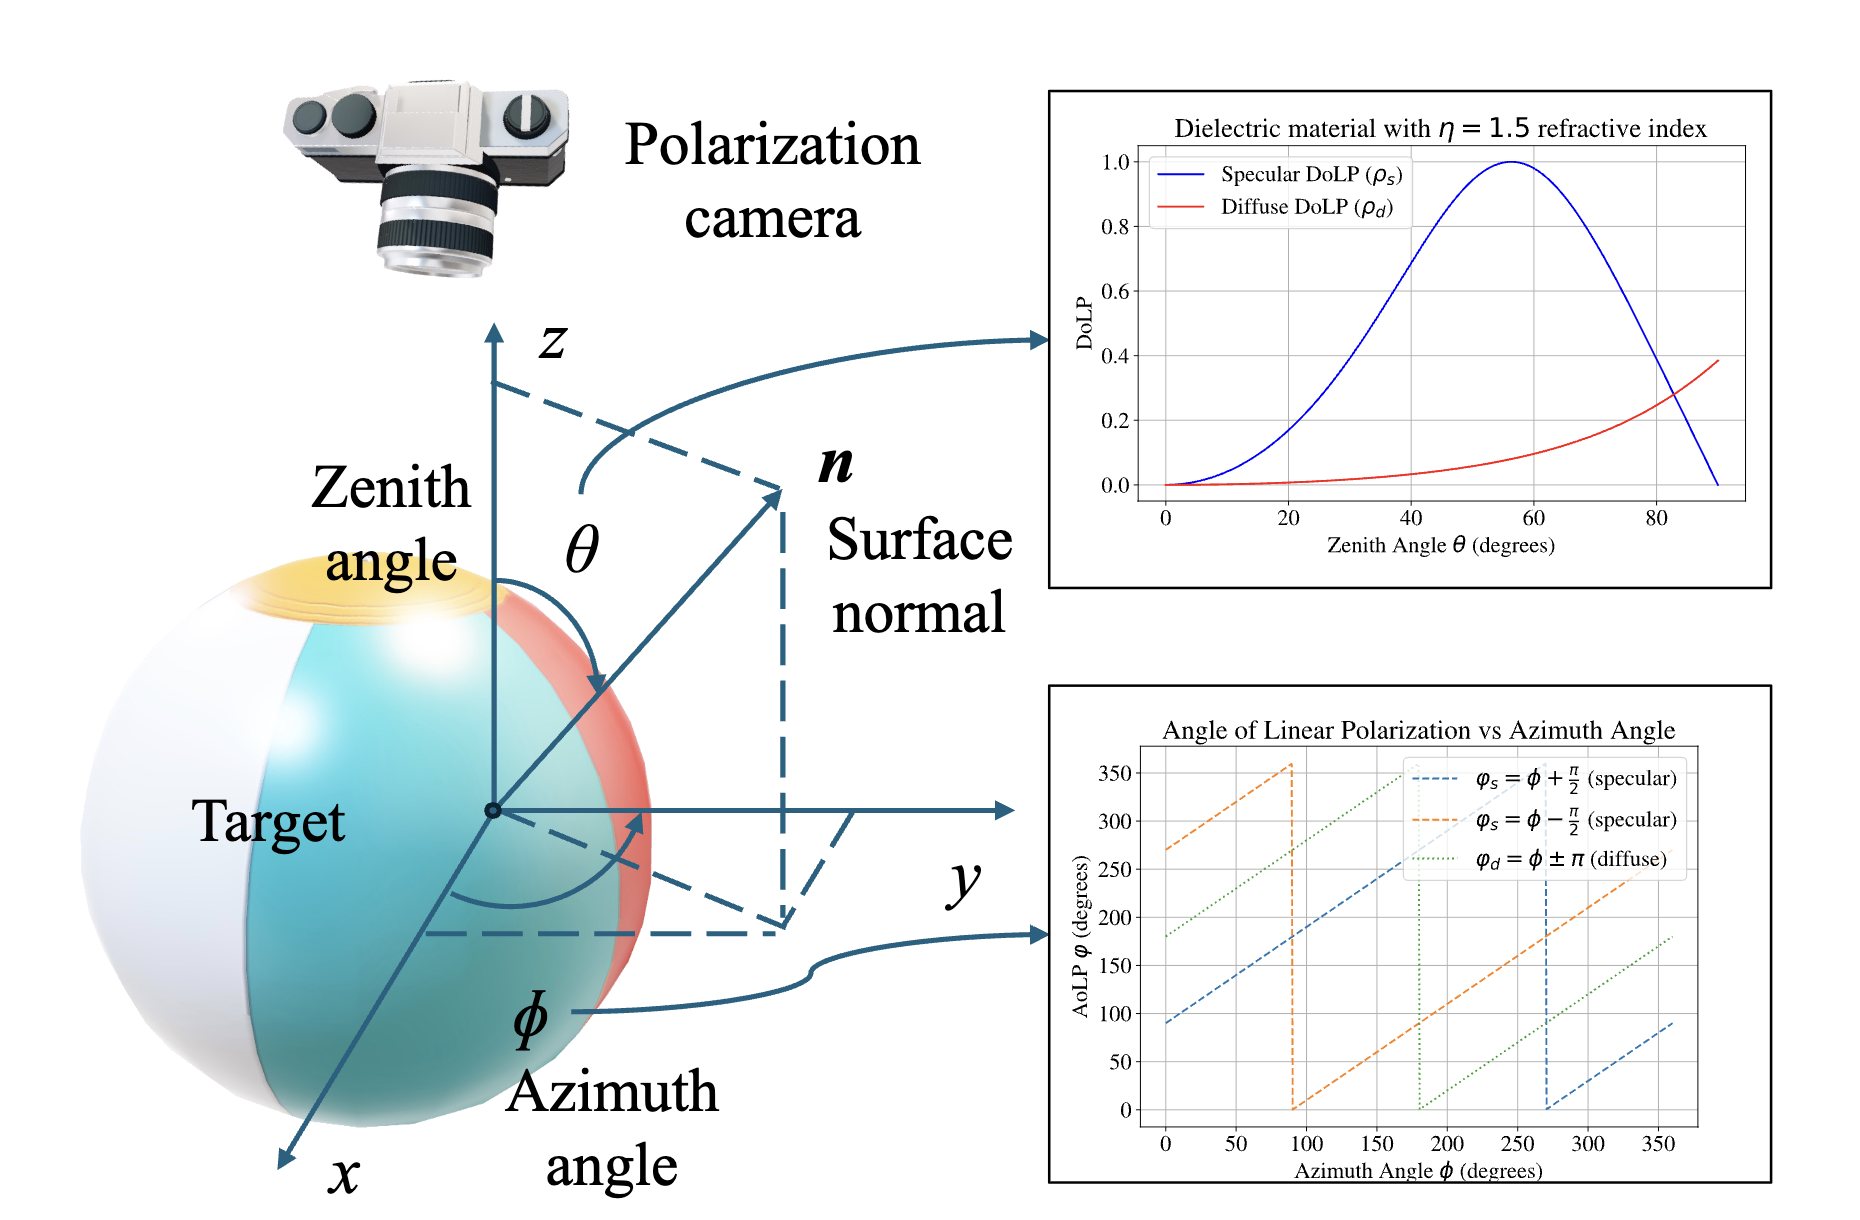 Polarization
camera
z
Zenith
angle
θ
n
Surface
normal
Target
y
x
ϕ
Azimuth
angle
Dielectric material with η = 1.5 refractive index
Specular DoLP (ρs)
Diffuse DoLP (ρd)
DoLP
1.0
0.8
0.6
0.4
0.2
0.0
0 20 40 60 80
Zenith Angle θ (degrees)
Angle of Linear Polarization vs Azimuth Angle
φs = ϕ + π/2 (specular)
φs = ϕ − π/2 (specular)
φd = ϕ ± π (diffuse)
AoLP φ (degrees)
350
300
250
200
150
100
50
0
0 50 100 150 200 250 300 350
Azimuth Angle ϕ (degrees)